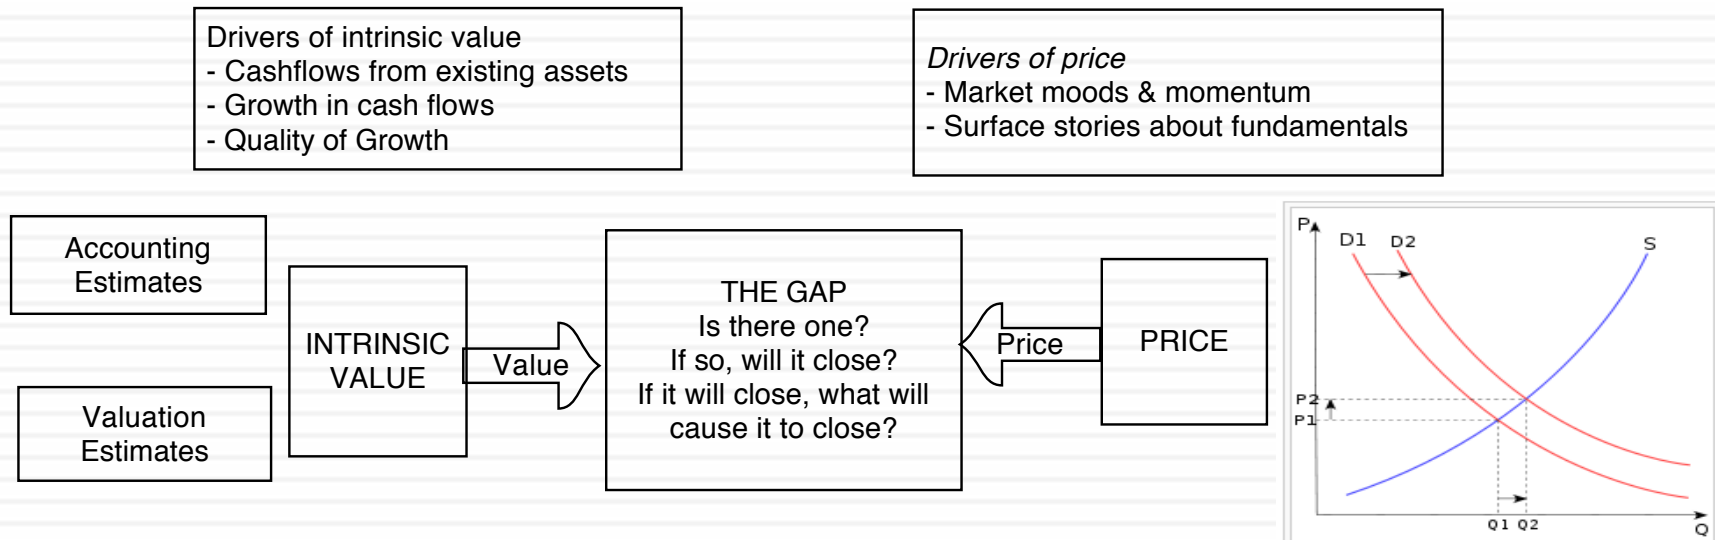 Drivers of intrinsic value
- Cashflows from existing assets
- Growth in cash flows
- Quality of Growth
Drivers of price
- Market moods & momentum
- Surface stories about fundamentals
Accounting
Estimates
Valuation
Estimates
INTRINSIC
VALUE
Value
THE GAP
Is there one?
If so, will it close?
If it will close, what will
cause it to close?
Price
PRICE
P
D1 D2
S
P2
P1
Q1 Q2
Q